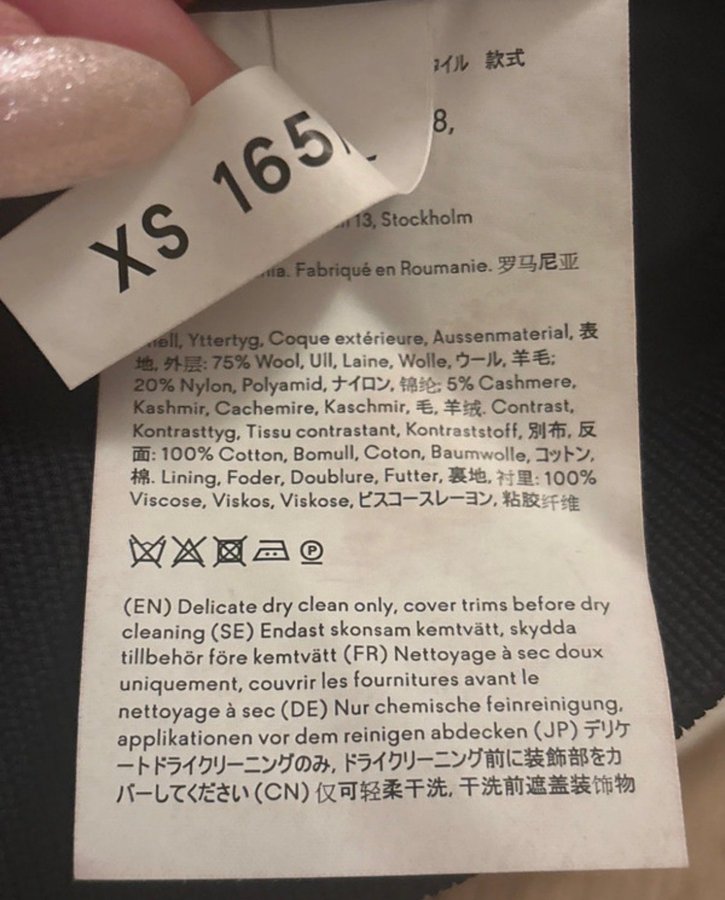 XS 165
款式
8,
13, Stockholm
Fabriqué en Roumanie. 罗马尼亚
Yttertyg, Coque extérieure, Aussenmaterial, 表
地, 外层: 75% Wool, Ull, Laine, Wolle, ウール, 羊毛;
20% Nylon, Polyamid, ナイロン, 锦纶; 5% Cashmere,
Kashmir, Cachemire, Kaschmir, 毛, 羊绒. Contrast,
Kontrasttyg, Tissu contrastant, Kontraststoff, 別布, 反
面: 100% Cotton, Bomull, Coton, Baumwolle, コットン,
棉. Lining, Foder, Doublure, Futter, 裏地, 衬里: 100%
Viscose, Viskos, Viskose, ビスコースレーヨン, 粘胶纤维
P
(EN) Delicate dry clean only, cover trims before dry
cleaning (SE) Endast skonsam kemtvätt, skydda
tillbehör före kemtvätt (FR) Nettoyage à sec doux
uniquement, couvrir les fournitures avant le
nettoyage à sec (DE) Nur chemische feinreinigung,
applikationen vor dem reinigen abdecken (JP) デリケ
ートドライクリーニングのみ, ドライクリーニング前に装飾部をカ
バーしてください (CN) 仅可轻柔干洗, 干洗前遮盖装饰物